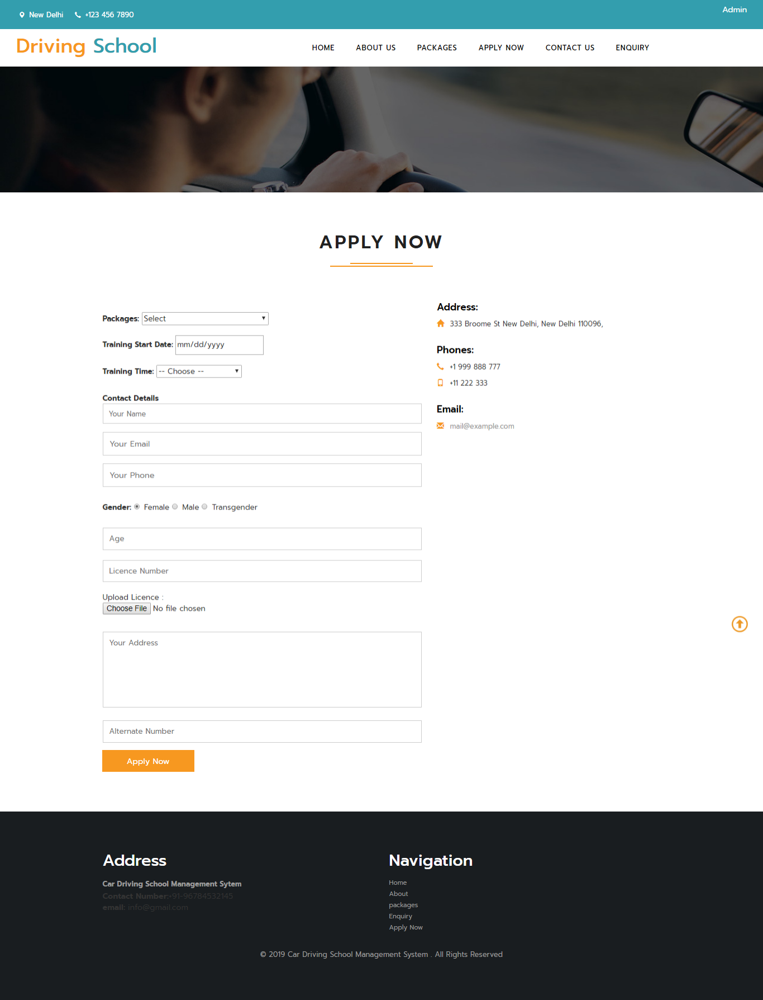 New Delhi +123 456 7890 Admin
Driving School HOME ABOUT US PACKAGES APPLY NOW CONTACT US ENQUIRY
APPLY NOW
Packages: Select
Training Start Date: mm/dd/yyyy
Training Time: -- Choose --
Contact Details
Your Name
Your Email
Your Phone
Gender: Female Male Transgender
Age
Licence Number
Upload Licence :
Choose File No file chosen
Your Address
Alternate Number
Apply Now
Address:
333 Broome St New Delhi, New Delhi 110096,
Phones:
+1 999 888 777
+11 222 333
Email:
mail@example.com
Address
Car Driving School Management Sytem
Contact Number:+91-96784532145
email: info@gmail.com
Navigation
Home
About
packages
Enquiry
Apply Now
© 2019 Car Driving School Management System . All Rights Reserved